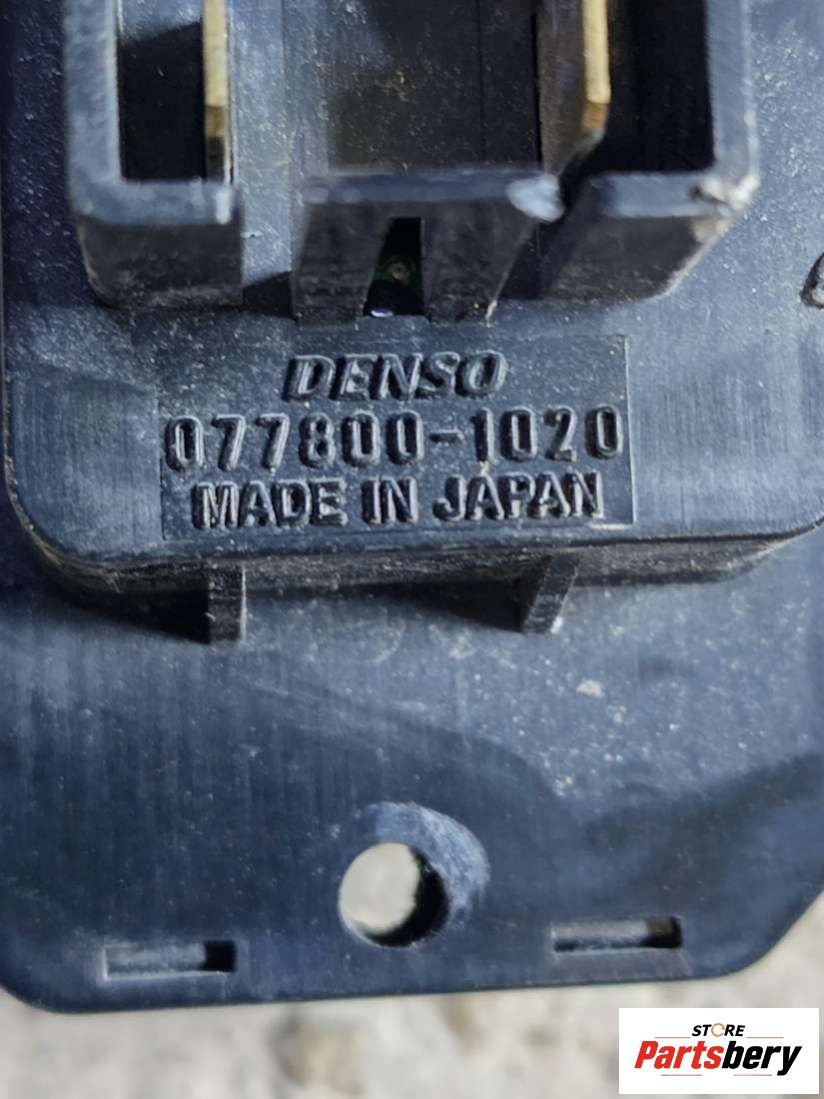 DENSO
077800-1020
MADE IN JAPAN
STORE
Partsbery